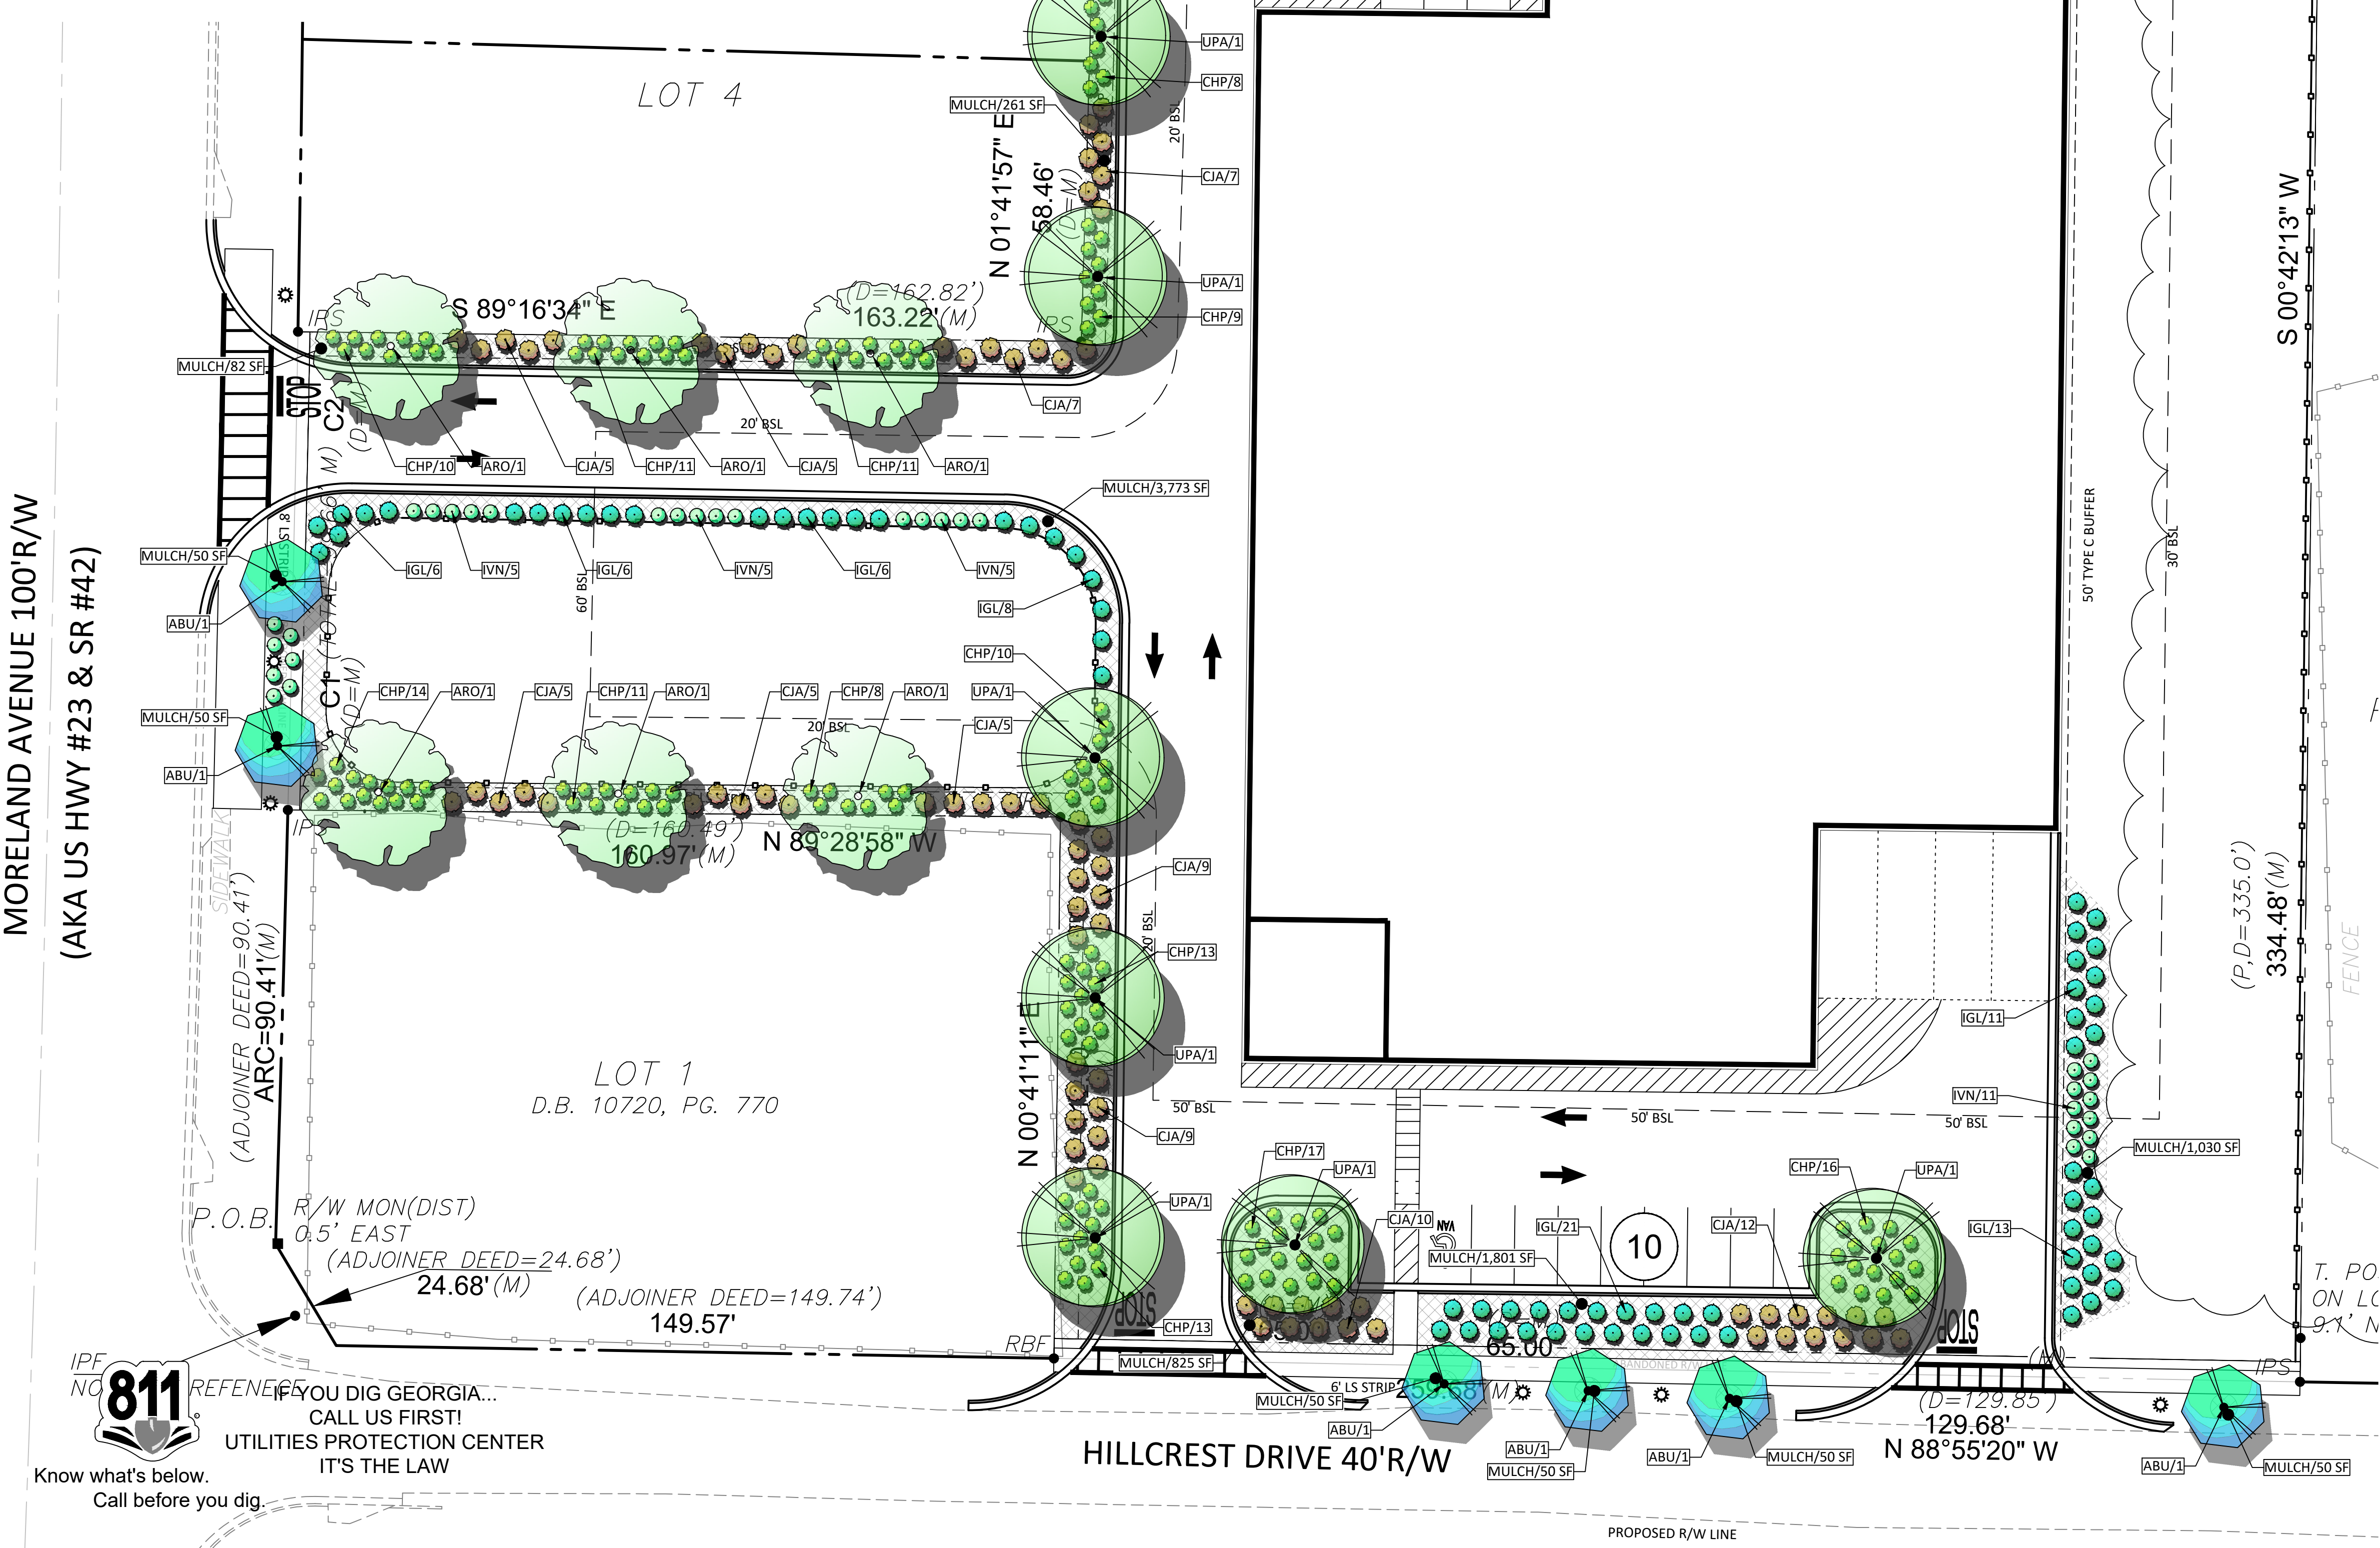 UPA/1
CHP/8
LOT 4
MULCH/261 SF
20' BSL
N 01°41'57" E
58.46'
(D=M)
CJA/7
S 00°42'13" W
UPA/1
CHP/9
S 89°16'34" E
(D=162.82')
163.22'(M)
IPS
IPS
MULCH/82 SF
STOP
C2
(D=M)
CJA/7
20' BSL
CHP/10
ARO/1
CJA/5
CHP/11
ARO/1
CJA/5
CHP/11
ARO/1
MULCH/3,773 SF
MORELAND AVENUE 100'R/W
(AKA US HWY #23 & SR #42)
8' LS STRIP
MULCH/50 SF
IGL/6
IVN/5
IGL/6
IVN/5
IGL/6
IVN/5
60' BSL
IGL/8
ABU/1
50' TYPE C BUFFER
30' BSL
CHP/10
C1
(D=M)
CHP/14
ARO/1
CJA/5
CHP/11
ARO/1
CJA/5
CHP/8
ARO/1
UPA/1
MULCH/50 SF
20' BSL
CJA/5
ABU/1
IPS
SIDEWALK
(D=160.49')
160.97'(M)
N 89°28'58" W
CJA/9
CHP/13
20' BSL
(ADJOINER DEED=90.41')
ARC=90.41'(M)
(P,D=335.0')
334.48'(M)
FENCE
IGL/11
UPA/1
N 00°41'11" E
LOT 1
D.B. 10720, PG. 770
50' BSL
50' BSL
50' BSL
IVN/11
CJA/9
MULCH/1,030 SF
CHP/17
UPA/1
CHP/16
UPA/1
P.O.B.
R/W MON(DIST)
0.5' EAST
(ADJOINER DEED=24.68')
24.68'(M)
UPA/1
CJA/10
VAN
IGL/21
CJA/12
IGL/13
10
MULCH/1,801 SF
(ADJOINER DEED=149.74')
149.57'
STOP
CHP/13
STOP
65.00
RBF
MULCH/825 SF
IPS
T. PO
ON LO
9.1' N
IPF
NO REFENECE
811
IF YOU DIG GEORGIA...
CALL US FIRST!
UTILITIES PROTECTION CENTER
IT'S THE LAW
Know what's below.
Call before you dig.
6' LS STRIP
259.68'(M)
MULCH/50 SF
ABU/1
ABU/1
MULCH/50 SF
ABU/1
MULCH/50 SF
(D=129.85')
129.68'
N 88°55'20" W
ABU/1
MULCH/50 SF
HILLCREST DRIVE 40'R/W
PROPOSED R/W LINE